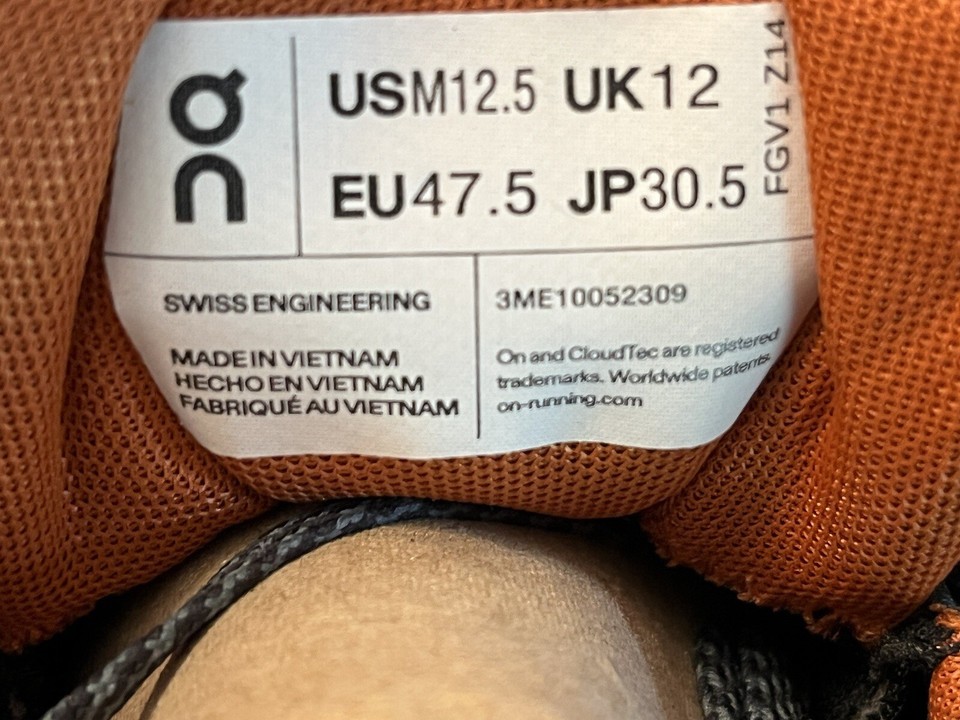 ON
USM12.5 UK12
EU47.5 JP30.5
FGV1 Z14
SWISS ENGINEERING
MADE IN VIETNAM
HECHO EN VIETNAM
FABRIQUÉ AU VIETNAM
3ME10052309
On and CloudTec are registered
trademarks. Worldwide patents.
on-running.com